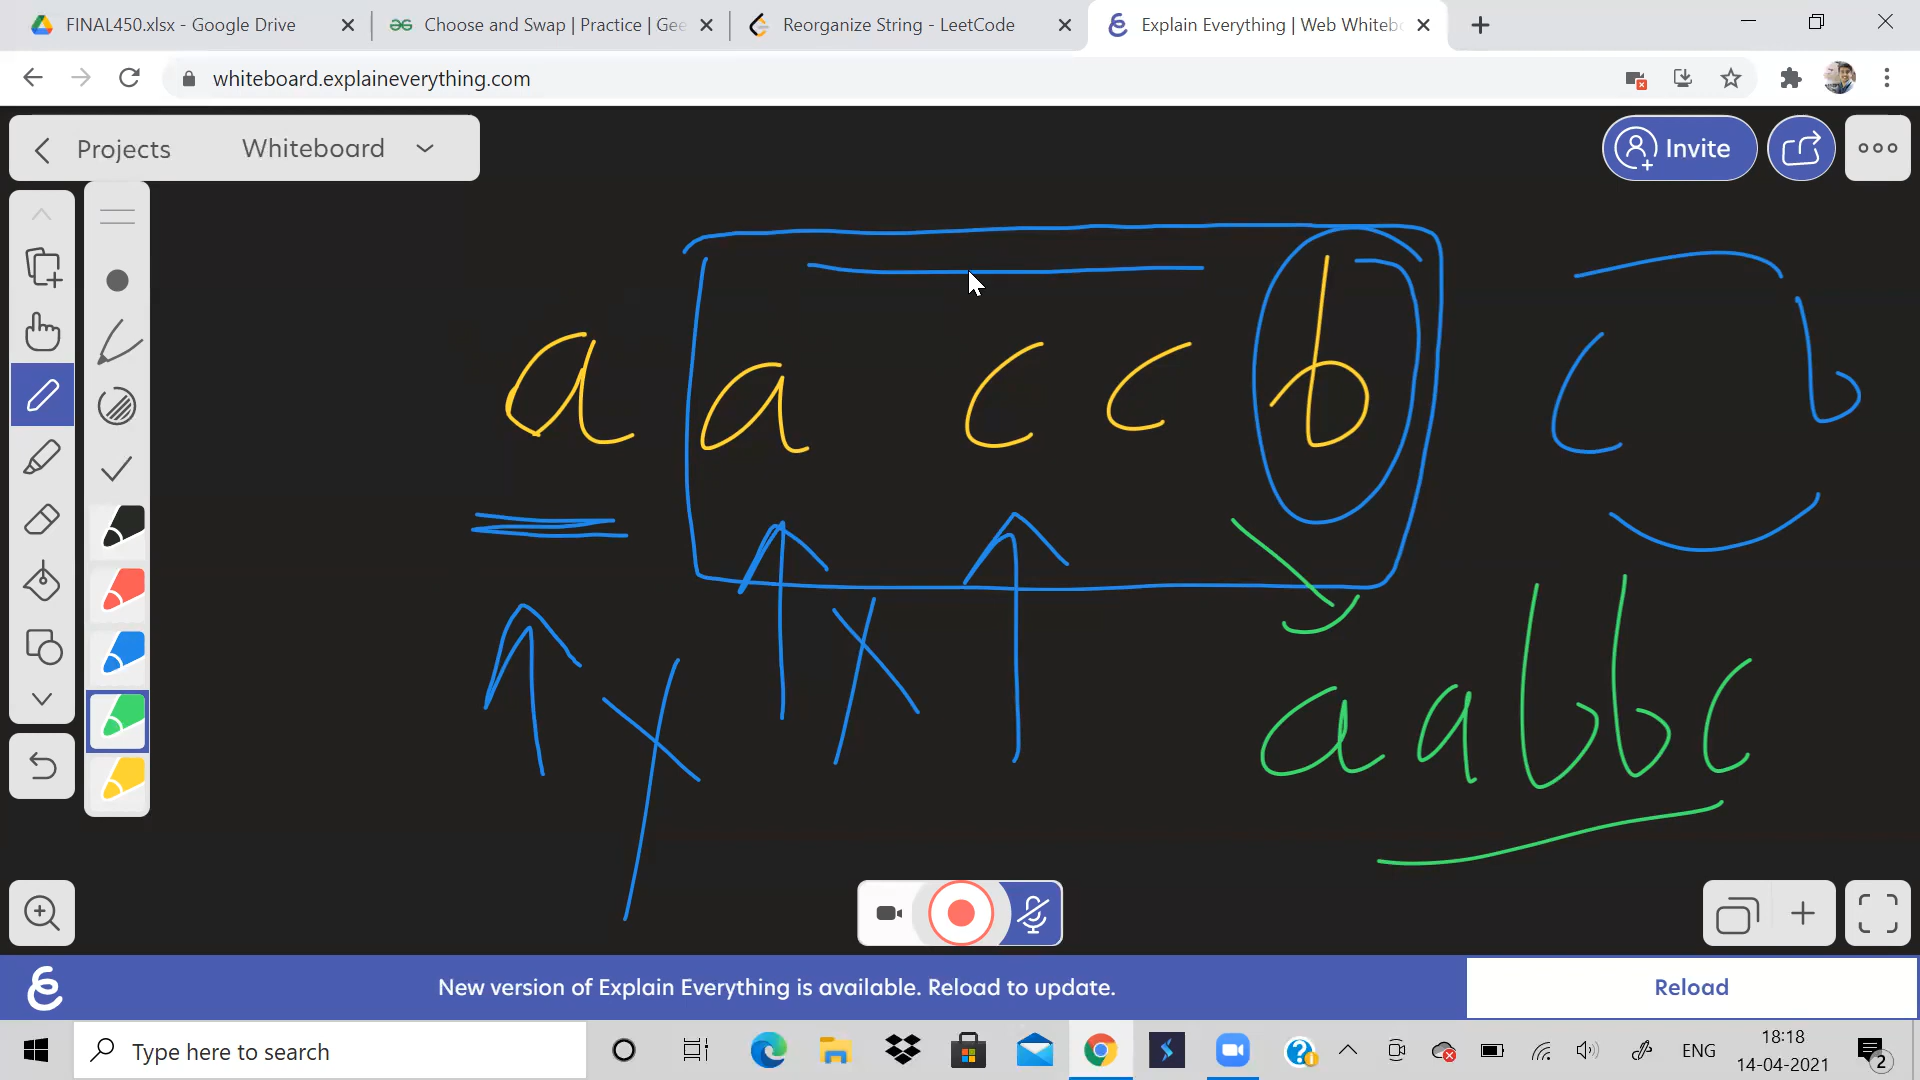 FINAL450.xlsx - Google Drive
Choose and Swap | Practice | Gee
Reorganize String - LeetCode
Explain Everything | Web Whitebo
whiteboard.explaineverything.com
Projects
Whiteboard
Invite
a a c c b c b
a a b b c
New version of Explain Everything is available. Reload to update.
Reload
Type here to search
ENG
18:18
14-04-2021
2